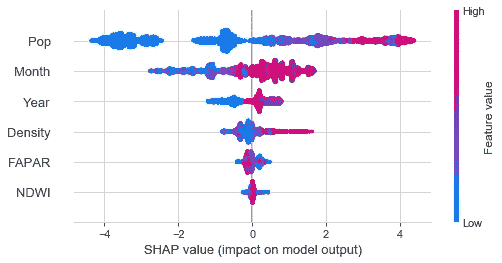 High
Pop
Month
Year
Density
FAPAR
NDWI
Feature value
Low
−4 −2 0 2 4
SHAP value (impact on model output)